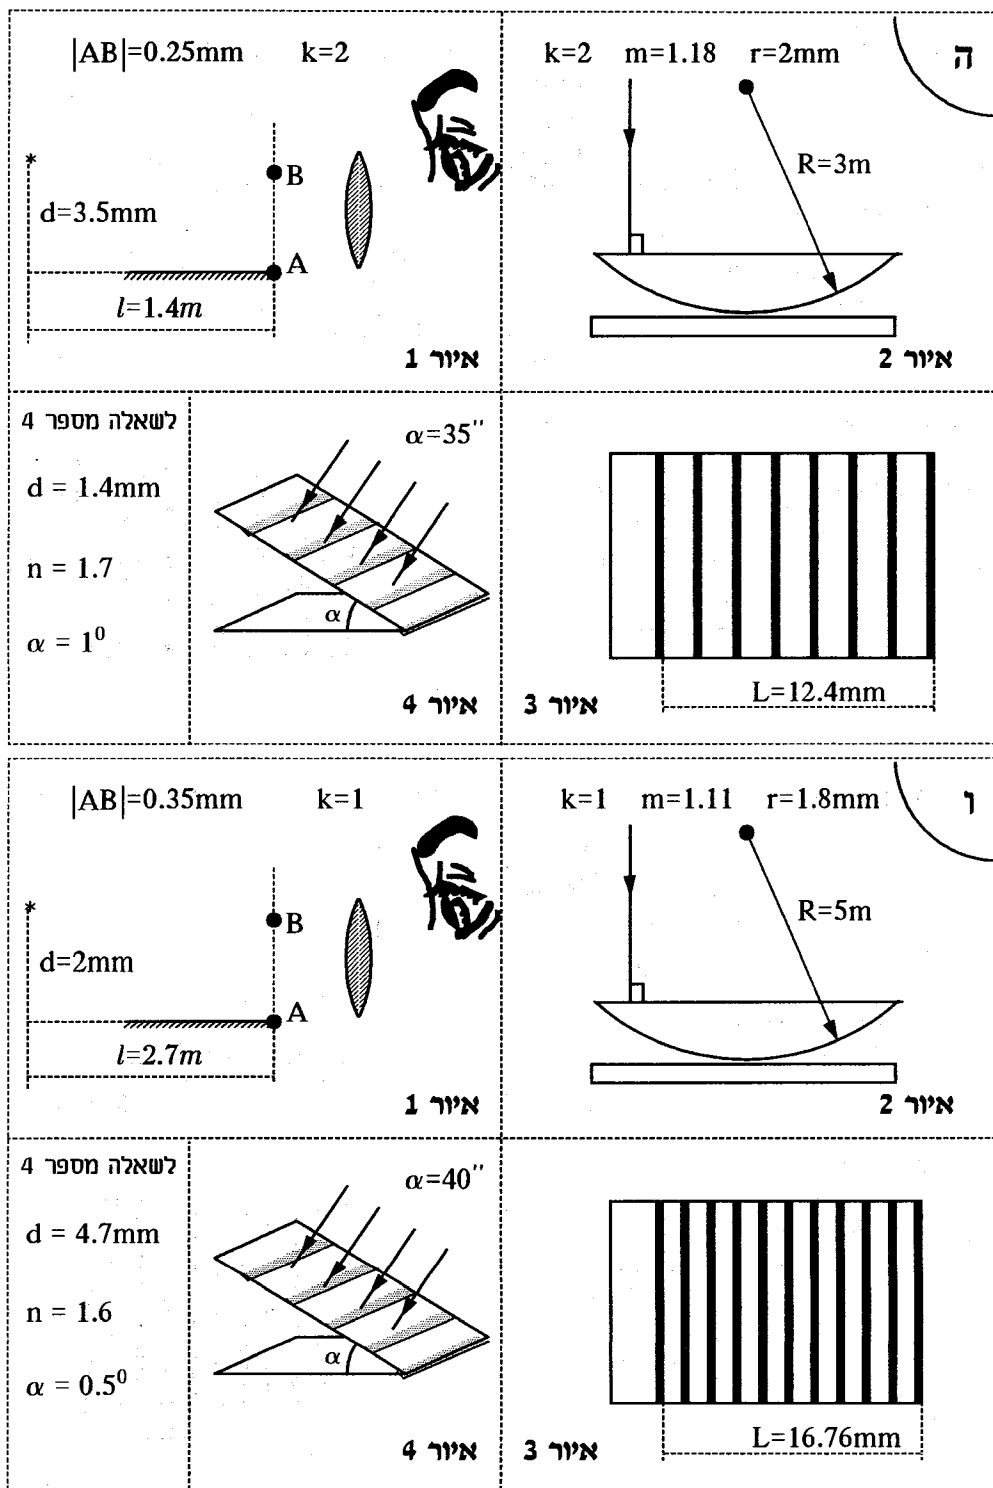 |AB|=0.25mm k=2
* B
d=3.5mm
A
l=1.4m
איור 1
ה
k=2 m=1.18 r=2mm
R=3m
איור 2
לשאלה מספר 4
d = 1.4mm
n = 1.7
α = 1⁰
α=35''
α
איור 4
L=12.4mm
איור 3
|AB|=0.35mm k=1
* B
d=2mm
A
l=2.7m
איור 1
ו
k=1 m=1.11 r=1.8mm
R=5m
איור 2
לשאלה מספר 4
d = 4.7mm
n = 1.6
α = 0.5⁰
α=40''
α
איור 4
L=16.76mm
איור 3